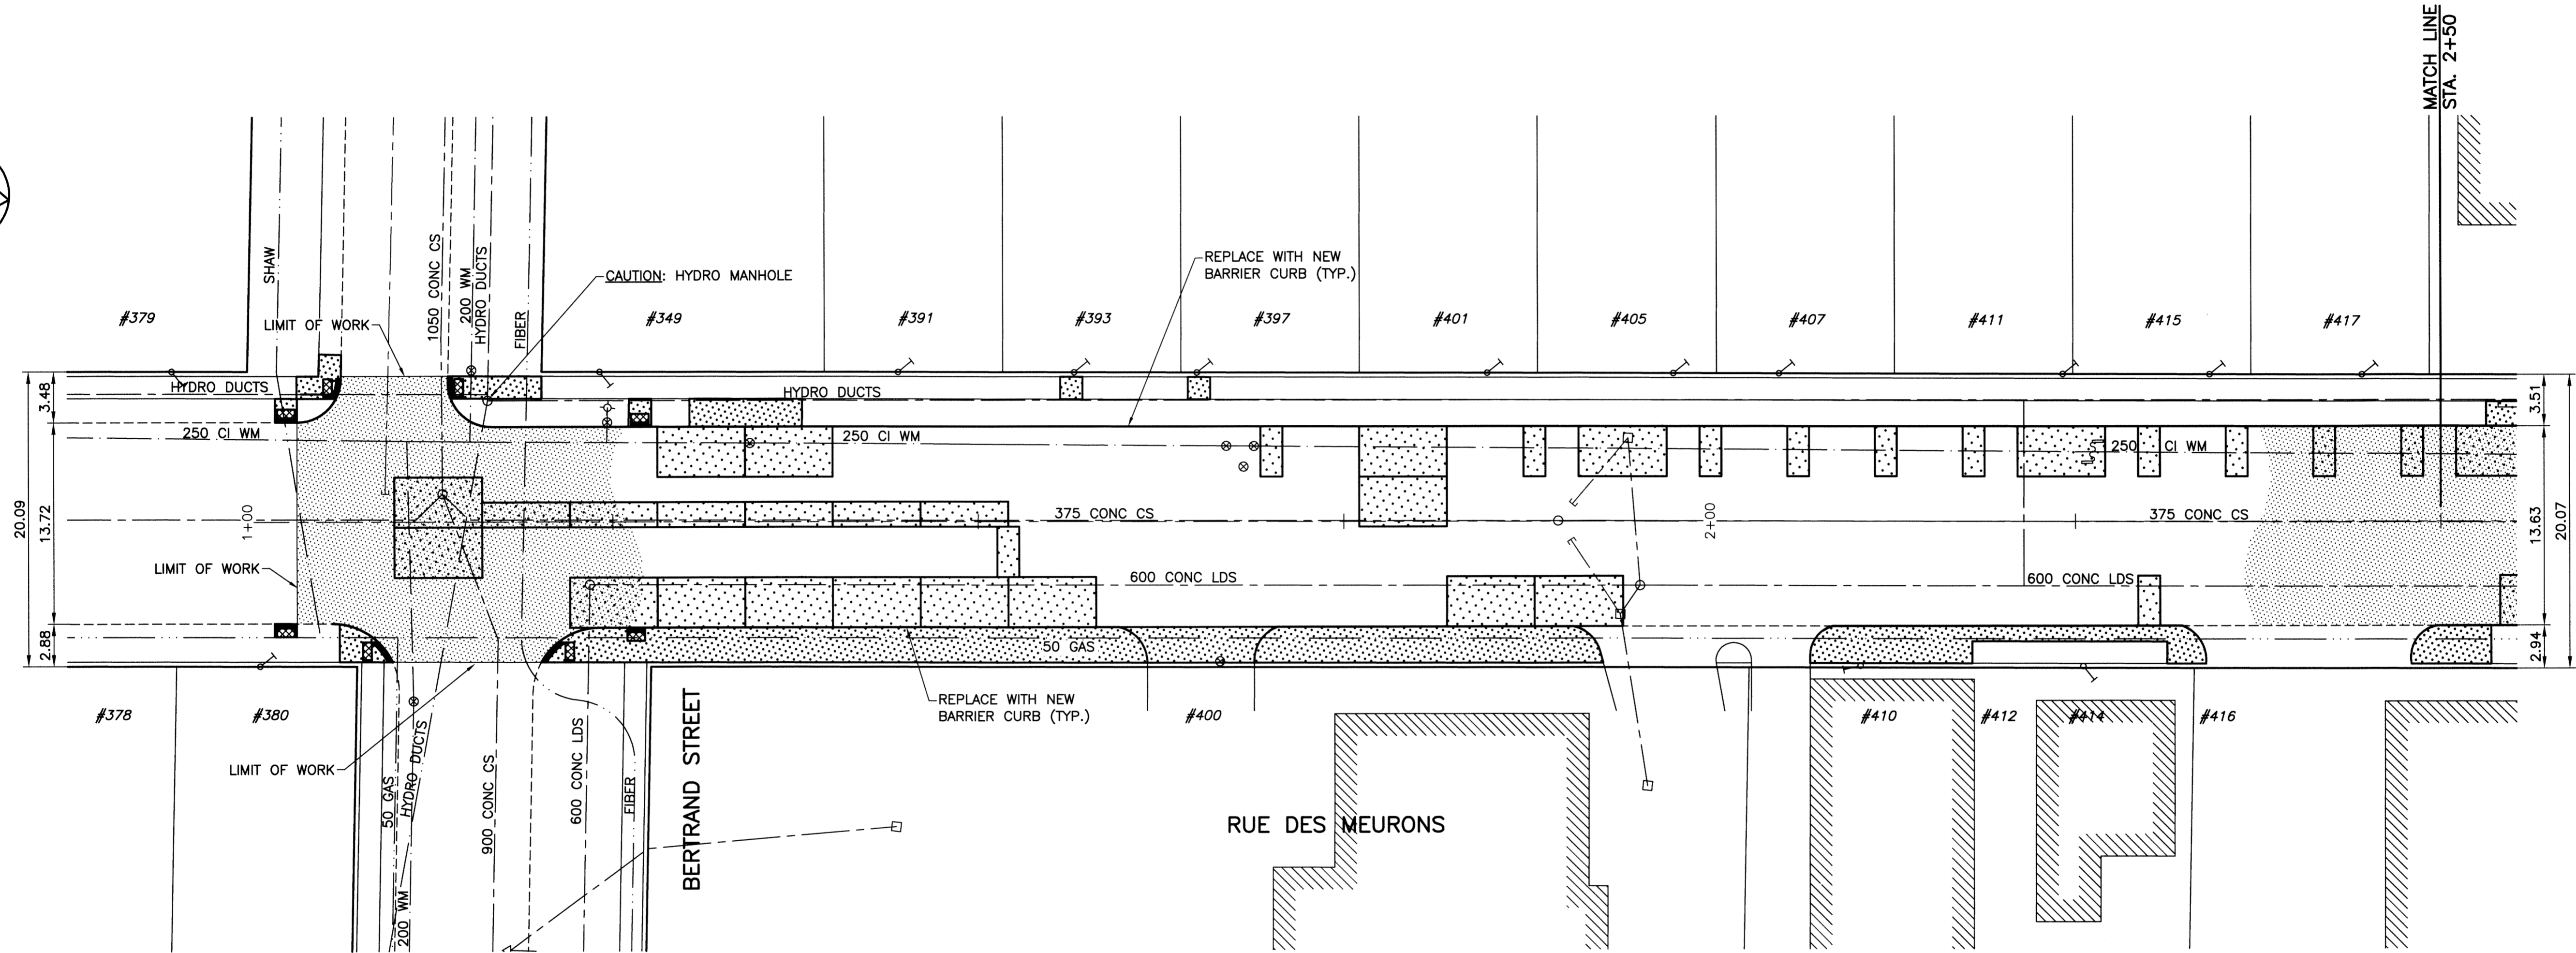 MATCH LINE
STA. 2+50
SHAW
1050 CONC CS
200 WM
HYDRO DUCTS
FIBER
CAUTION: HYDRO MANHOLE
REPLACE WITH NEW
BARRIER CURB (TYP.)
LIMIT OF WORK
#379
#349
#391
#393
#397
#401
#405
#407
#411
#415
#417
HYDRO DUCTS
HYDRO DUCTS
3.48
3.51
250 CI WM
250 CI WM
250 CI WM
20.09
13.72
1+00
375 CONC CS
2+00
375 CONC CS
13.63
20.07
LIMIT OF WORK
600 CONC LDS
600 CONC LDS
2.88
50 GAS
2.94
REPLACE WITH NEW
BARRIER CURB (TYP.)
#378
#380
#400
#410
#412
#414
#416
LIMIT OF WORK
50 GAS
HYDRO DUCTS
200 WM
900 CONC CS
600 CONC LDS
FIBER
BERTRAND STREET
RUE DES MEURONS